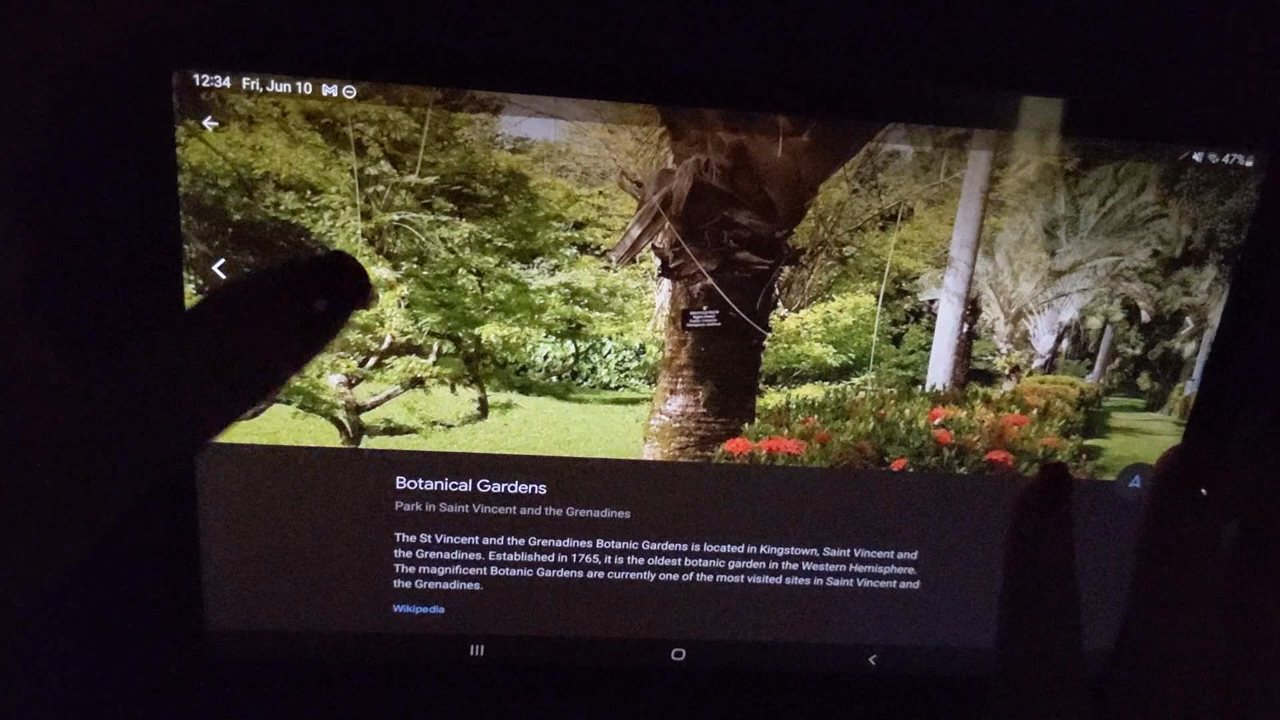 12:34 Fri, Jun 10
47%
Botanical Gardens
Park in Saint Vincent and the Grenadines
The St Vincent and the Grenadines Botanic Gardens is located in Kingstown, Saint Vincent and
the Grenadines. Established in 1765, it is the oldest botanic garden in the Western Hemisphere.
The magnificent Botanic Gardens are currently one of the most visited sites in Saint Vincent and
the Grenadines.
Wikipedia